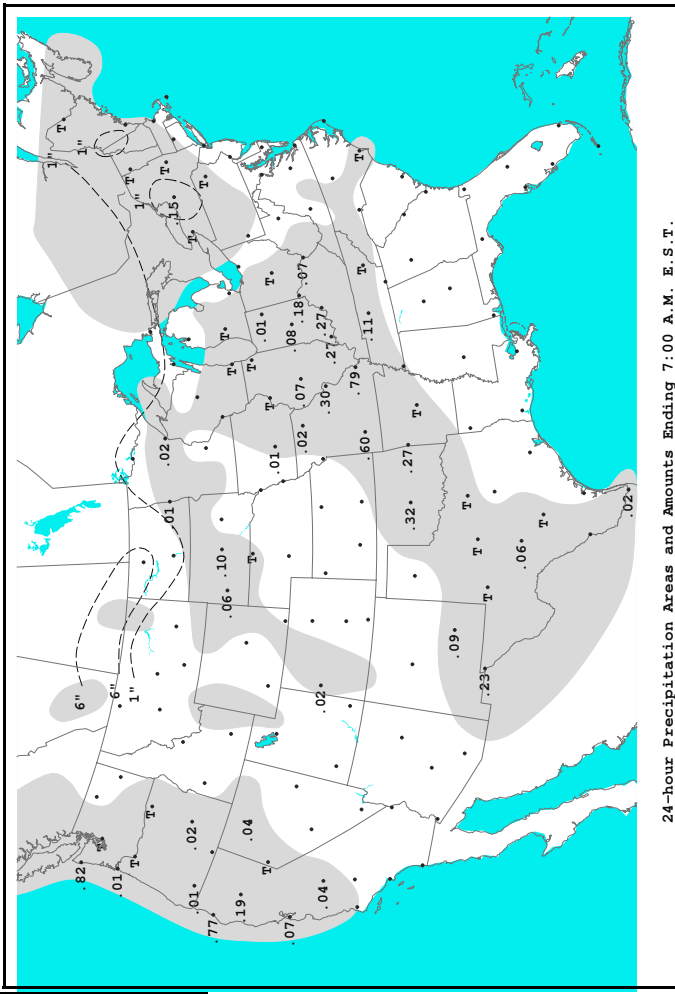 1"
T
6"
.82
1"
T
6"
.01
T
1"
T
1"
T
.02
T
.01
.15
.02
T
.01
T
.77
.10
T
.06
T
.19
.04
T
T
.01
T
T
T
.01
.07
.08
.18
.07
.02
.07
.02
.27
.04
.30
.27
.79
T
T
.60
.11
.27
.32
T
.09
T
T
.23
T
.06
T
.02
24-hour Precipitation Areas and Amounts Ending 7:00 A.M. E.S.T.